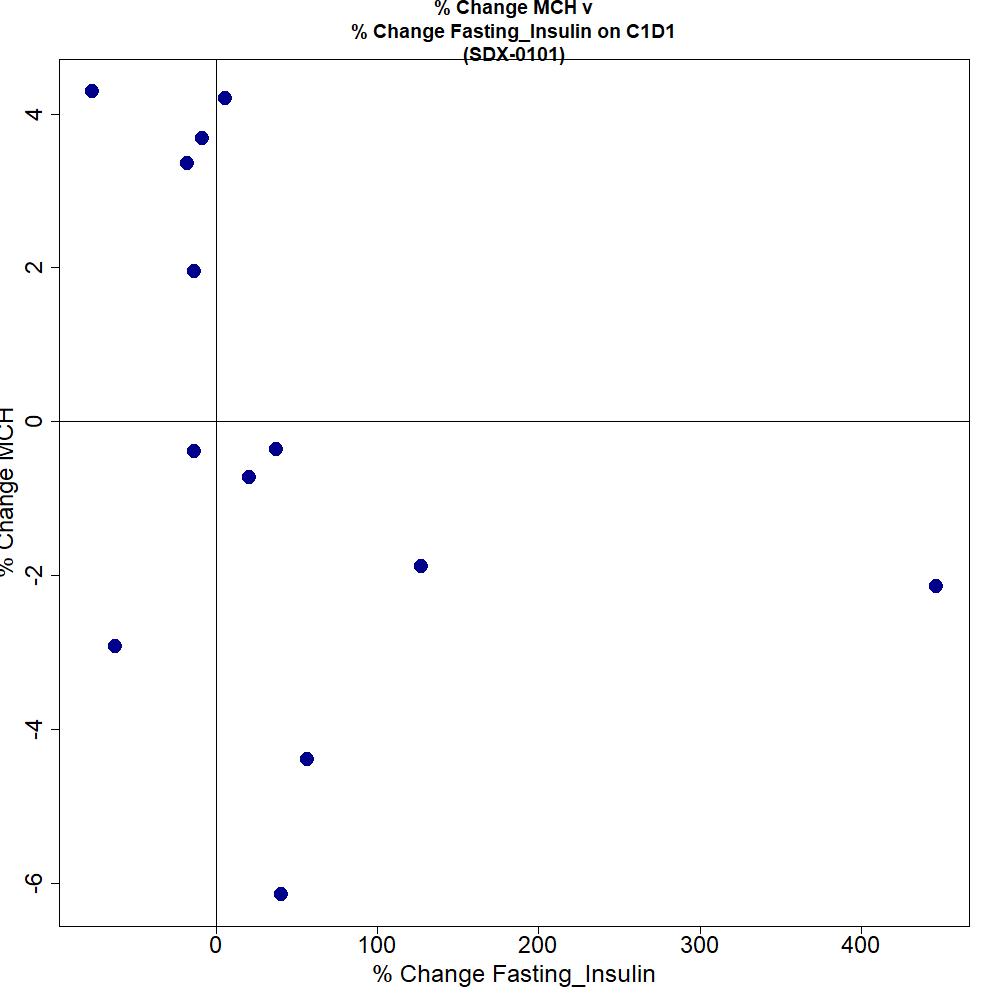 % Change MCH v
% Change Fasting_Insulin on C1D1
(SDX-0101)
4
2
0
-2
-4
-6
% Change MCH
0 100 200 300 400
% Change Fasting_Insulin